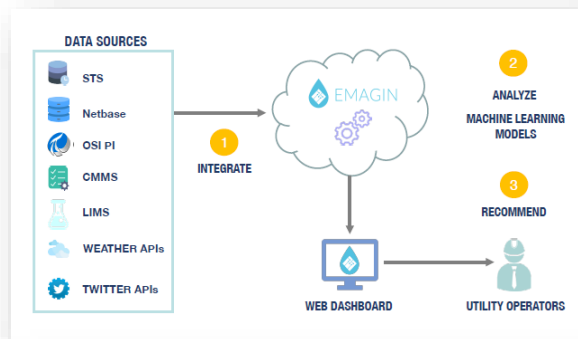 DATA SOURCES
STS
Netbase
OSI PI
CMMS
LIMS
WEATHER APIs
TWITTER APIs
1
INTEGRATE
EMAGIN
2
ANALYZE
MACHINE LEARNING
MODELS
3
RECOMMEND
WEB DASHBOARD
UTILITY OPERATORS